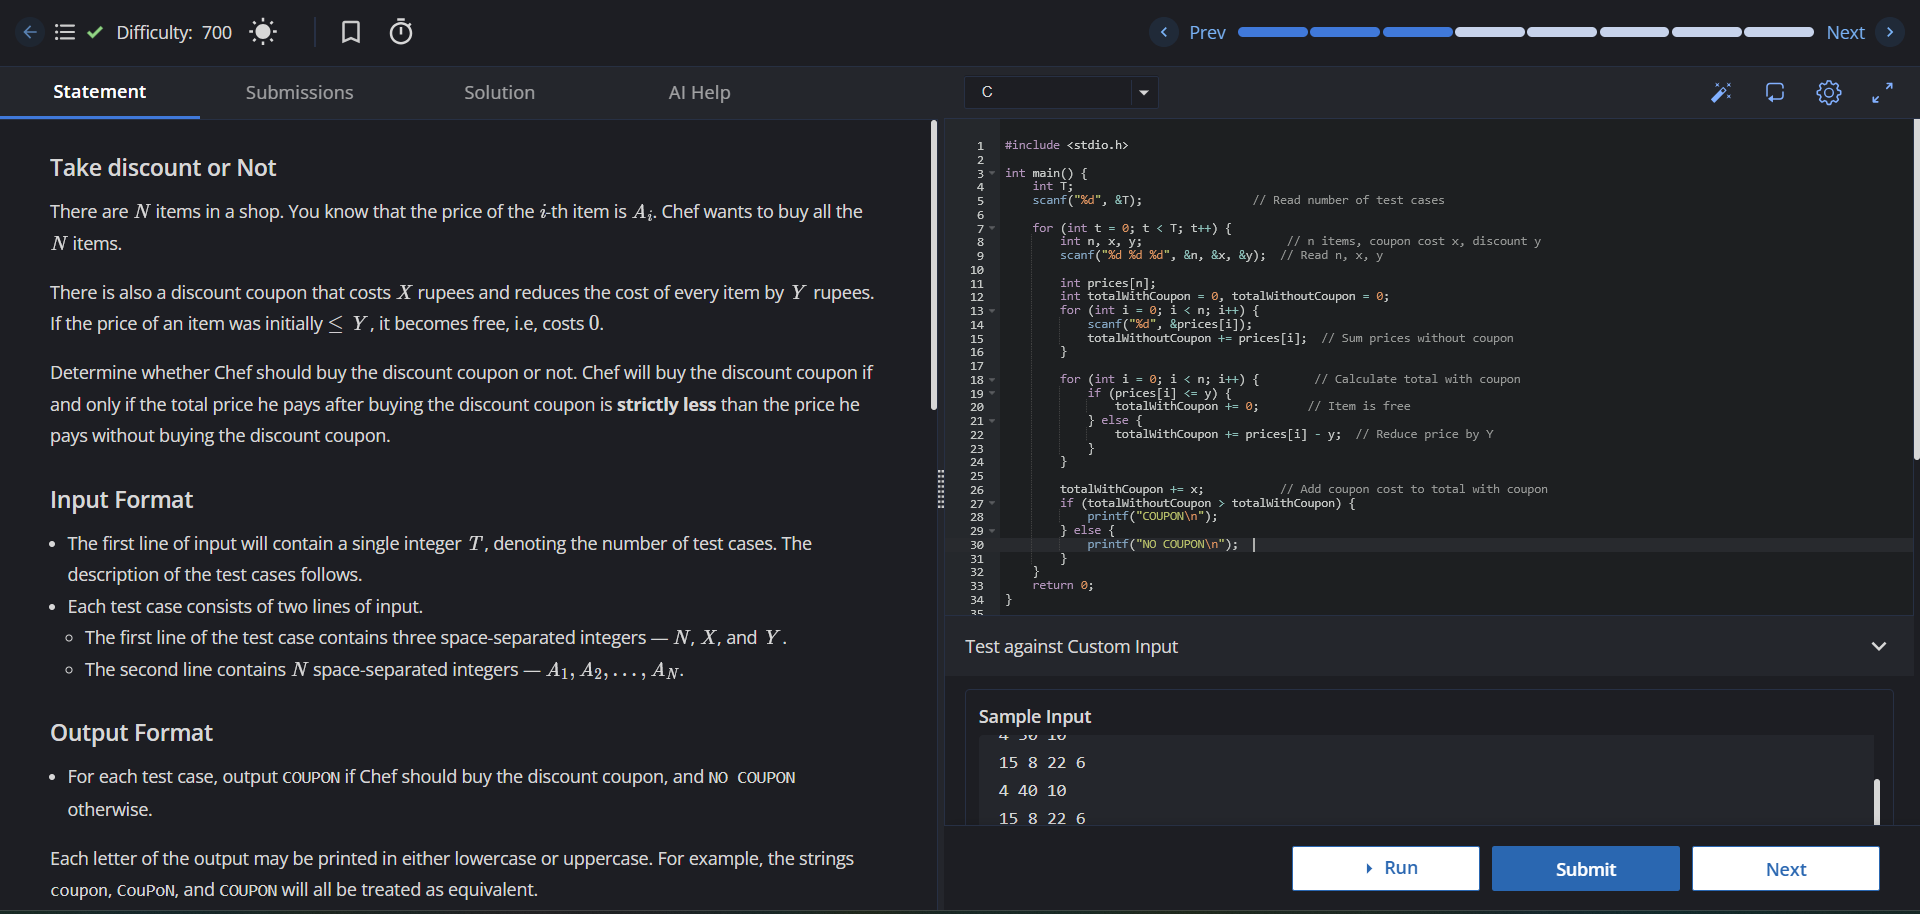 Difficulty: 700
Prev
Next
Statement
Submissions
Solution
AI Help
C
Take discount or Not
There are N items in a shop. You know that the price of the i-th item is Aᵢ. Chef wants to buy all the
N items.
There is also a discount coupon that costs X rupees and reduces the cost of every item by Y rupees.
If the price of an item was initially ≤ Y, it becomes free, i.e, costs 0.
Determine whether Chef should buy the discount coupon or not. Chef will buy the discount coupon if
and only if the total price he pays after buying the discount coupon is strictly less than the price he
pays without buying the discount coupon.
Input Format
• The first line of input will contain a single integer T, denoting the number of test cases. The
description of the test cases follows.
• Each test case consists of two lines of input.
◦ The first line of the test case contains three space-separated integers — N, X, and Y.
◦ The second line contains N space-separated integers — A₁, A₂, . . . , A_N.
Output Format
• For each test case, output COUPON if Chef should buy the discount coupon, and NO COUPON
otherwise.
Each letter of the output may be printed in either lowercase or uppercase. For example, the strings
coupon, CouPoN, and COUPON will all be treated as equivalent.
1 #include <stdio.h>
2
3 int main() {
4     int T;
5     scanf("%d", &T);                // Read number of test cases
6
7     for (int t = 0; t < T; t++) {
8         int n, x, y;                     // n items, coupon cost x, discount y
9         scanf("%d %d %d", &n, &x, &y);  // Read n, x, y
10
11         int prices[n];
12         int totalWithCoupon = 0, totalWithoutCoupon = 0;
13         for (int i = 0; i < n; i++) {
14             scanf("%d", &prices[i]);
15             totalWithoutCoupon += prices[i];  // Sum prices without coupon
16         }
17
18         for (int i = 0; i < n; i++) {        // Calculate total with coupon
19             if (prices[i] <= y) {
20                 totalWithCoupon += 0;       // Item is free
21             } else {
22                 totalWithCoupon += prices[i] - y;  // Reduce price by Y
23             }
24         }
25
26         totalWithCoupon += x;           // Add coupon cost to total with coupon
27         if (totalWithoutCoupon > totalWithCoupon) {
28             printf("COUPON\n");
29         } else {
30             printf("NO COUPON\n");
31         }
32     }
33     return 0;
34 }
35
Test against Custom Input
Sample Input
4 30 10
15 8 22 6
4 40 10
15 8 22 6
Run
Submit
Next